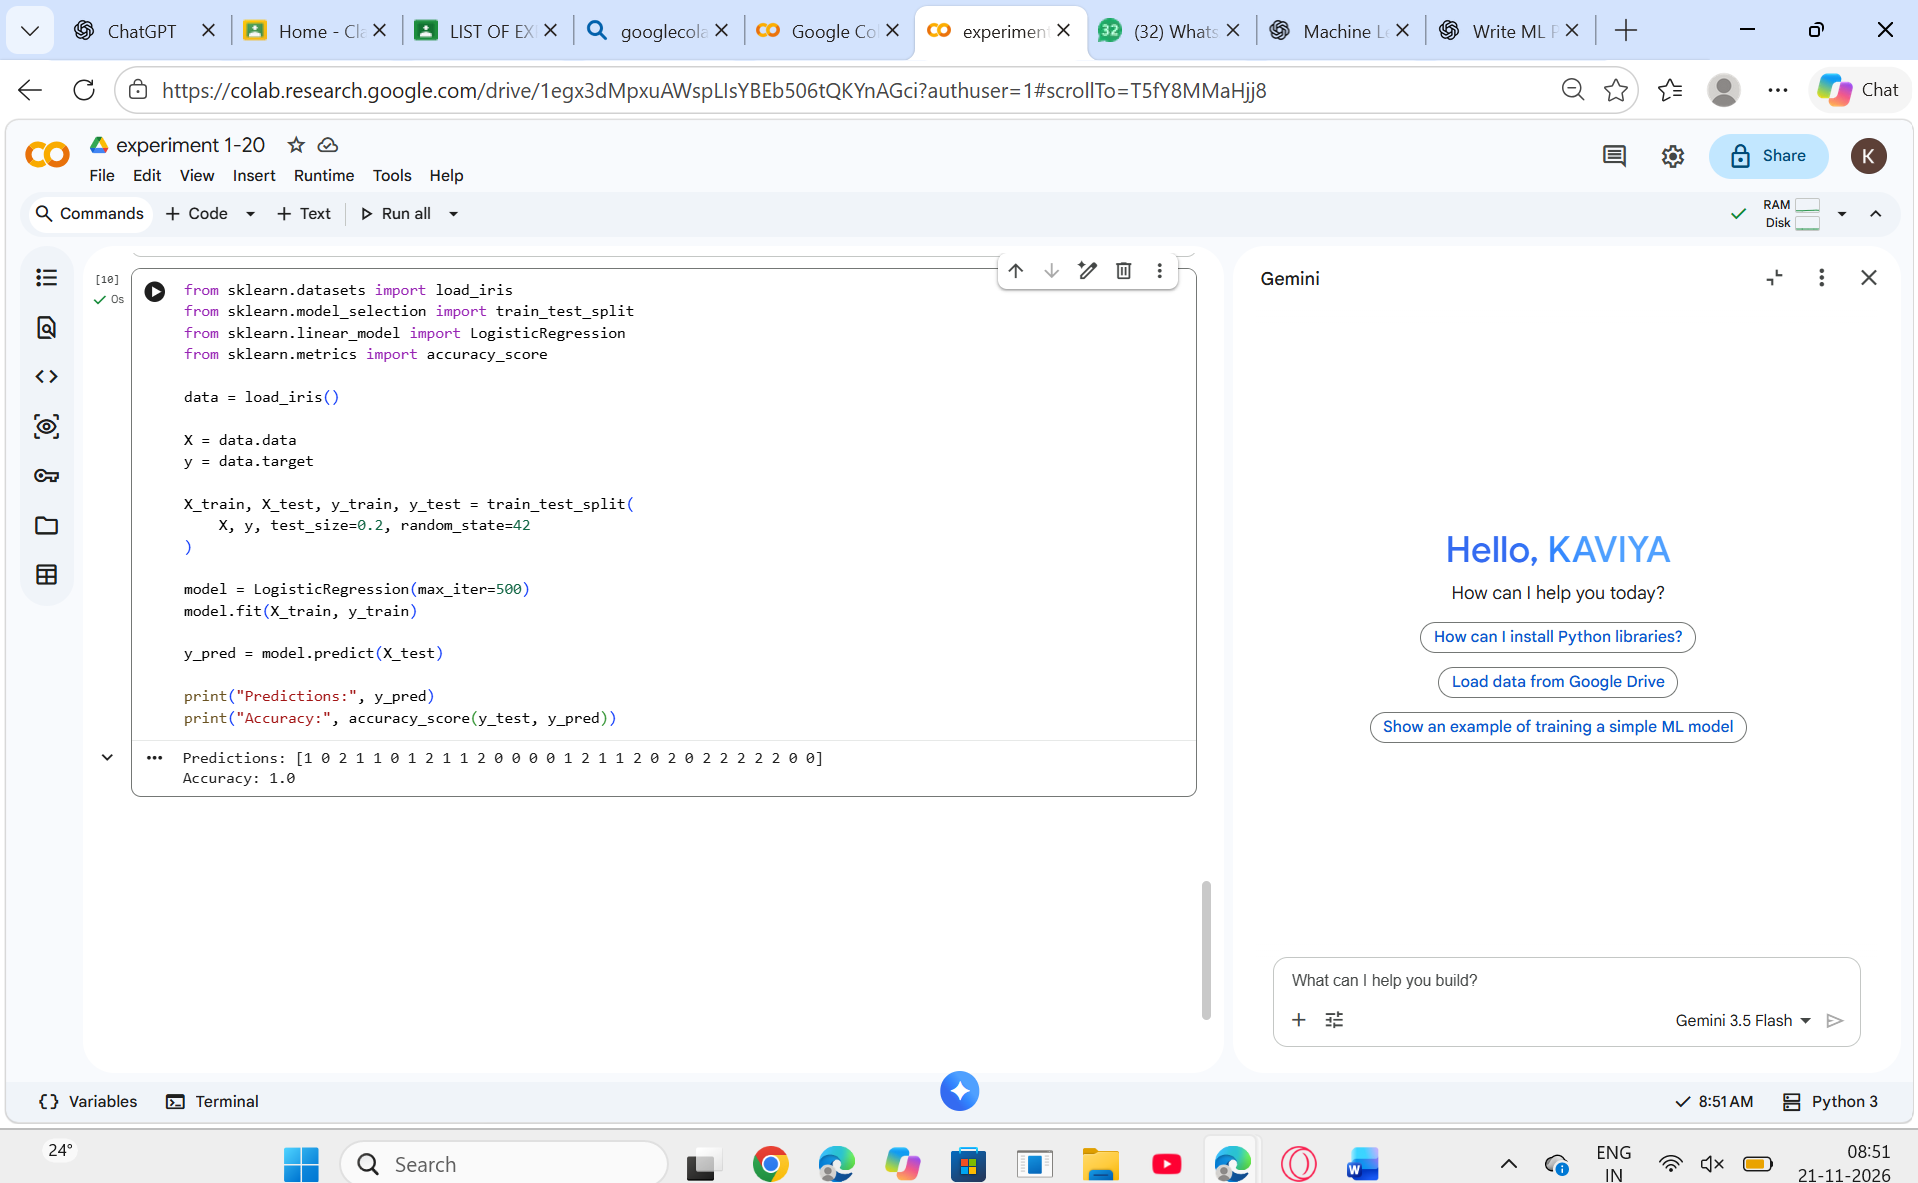 ChatGPT
Home - Cla
LIST OF EXI
googlecola
Google Co
experiment
32 (32) Whats
Machine Le
Write ML P
https://colab.research.google.com/drive/1egx3dMpxuAWspLIsYBEb506tQKYnAGci?authuser=1#scrollTo=T5fY8MMaHjj8
Chat
experiment 1-20
File Edit View Insert Runtime Tools Help
Share
K
Commands + Code + Text Run all
RAM
Disk
[10]
0s
from sklearn.datasets import load_iris
from sklearn.model_selection import train_test_split
from sklearn.linear_model import LogisticRegression
from sklearn.metrics import accuracy_score
data = load_iris()
X = data.data
y = data.target
X_train, X_test, y_train, y_test = train_test_split(
X, y, test_size=0.2, random_state=42
)
model = LogisticRegression(max_iter=500)
model.fit(X_train, y_train)
y_pred = model.predict(X_test)
print("Predictions:", y_pred)
print("Accuracy:", accuracy_score(y_test, y_pred))
Predictions: [1 0 2 1 1 0 1 2 1 1 2 0 0 0 0 1 2 1 1 2 0 2 0 2 2 2 2 2 0 0]
Accuracy: 1.0
Gemini
Hello, KAVIYA
How can I help you today?
How can I install Python libraries?
Load data from Google Drive
Show an example of training a simple ML model
What can I help you build?
Gemini 3.5 Flash
Variables
Terminal
8:51 AM
Python 3
24°
Search
ENG
IN
08:51
21-11-2026